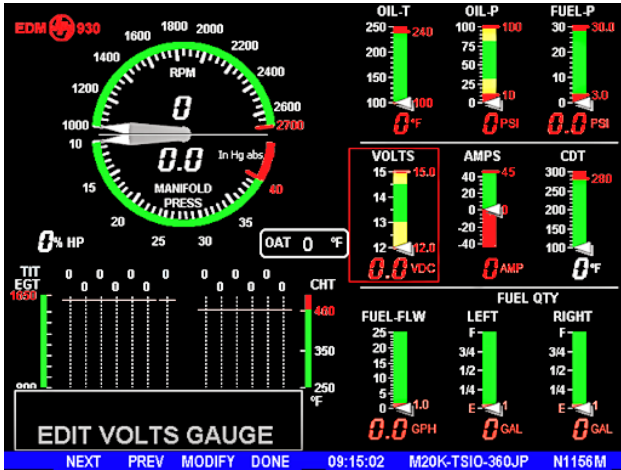 EDM 930
1600 1800 2000
1400 2200
1200 RPM 2400
0 2600
1000 2700
10 0.0 In Hg abs
15 MANIFOLD PRESS 40
20 25 30 35
0% HP
OAT 0 °F
OIL-T OIL-P FUEL-P
250 240 100 100 30 30.0
200 75 20
150 50 10
100 100 25 10 0 3.0
0
0 °F 0 PSI 0.0 PSI
VOLTS AMPS CDT
15 15.0 40 45 300 280
14 20 250
13 0 0 200
-20 150
12 12.0 -40 100
0.0 VDC 0 AMP 0 °F
TIT 0 0 0 0 0 0
EGT 0 0 0 0 0 0 CHT
1650 460
350
900 250
°F
FUEL QTY
FUEL-FLW LEFT RIGHT
25 F F
20 3/4 3/4
15 1/2 1/2
10 1/4 1/4
5
0 1.0 E 1 E 1
0.0 GPH 0 GAL 0 GAL
EDIT VOLTS GAUGE
NEXT PREV MODIFY DONE 09:15:02 M20K-TSIO-360JP N1156M